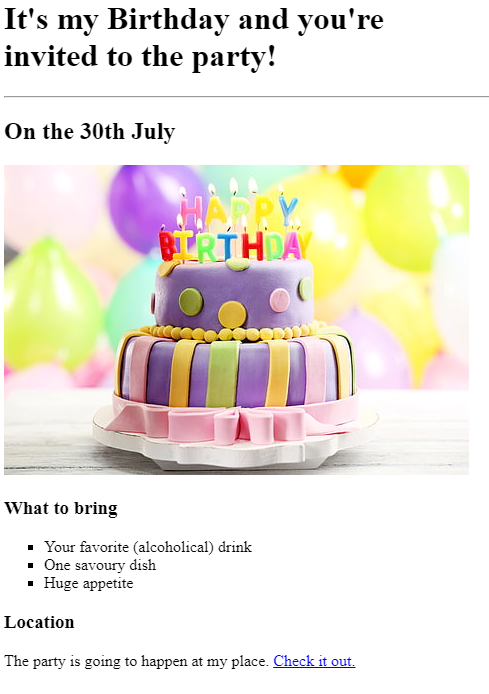 It's my Birthday and you're
invited to the party!
On the 30th July
HAPPY
BIRTHDAY
What to bring
Your favorite (alcoholical) drink
One savoury dish
Huge appetite
Location
The party is going to happen at my place. Check it out.